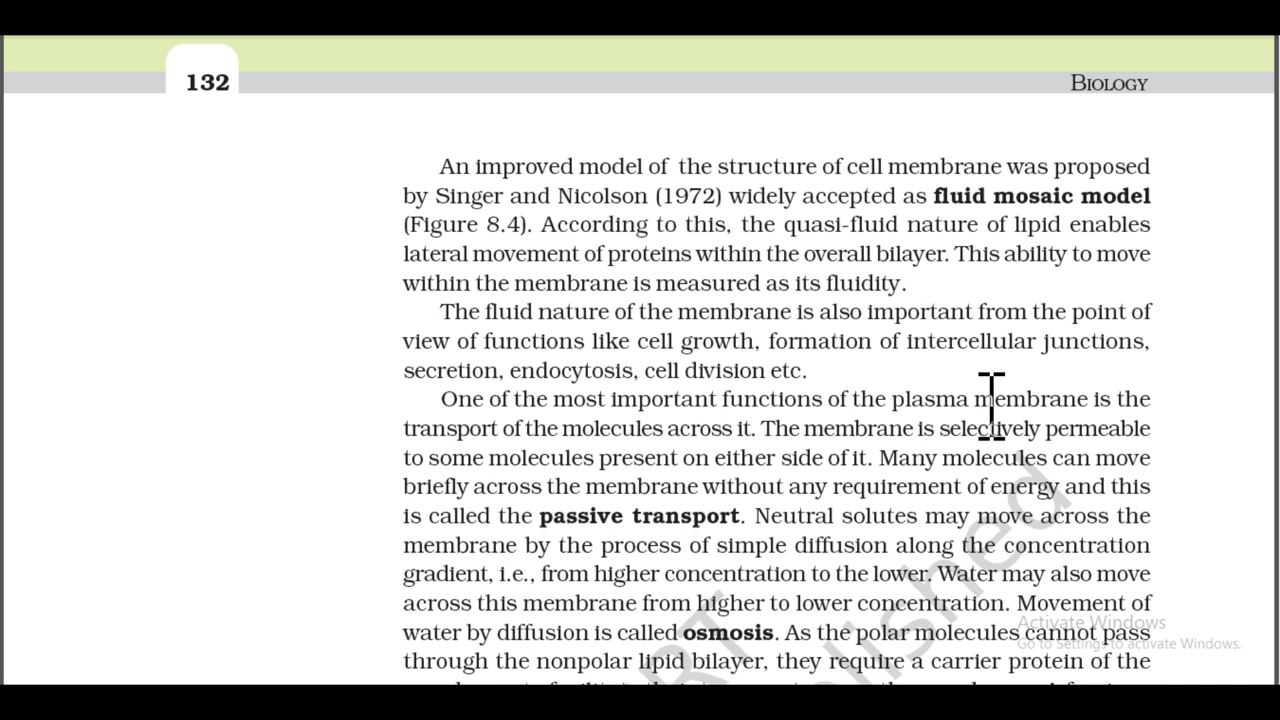 132
BIOLOGY
An improved model of the structure of cell membrane was proposed
by Singer and Nicolson (1972) widely accepted as fluid mosaic model
(Figure 8.4). According to this, the quasi-fluid nature of lipid enables
lateral movement of proteins within the overall bilayer. This ability to move
within the membrane is measured as its fluidity.
The fluid nature of the membrane is also important from the point of
view of functions like cell growth, formation of intercellular junctions,
secretion, endocytosis, cell division etc.
One of the most important functions of the plasma membrane is the
transport of the molecules across it. The membrane is selectively permeable
to some molecules present on either side of it. Many molecules can move
briefly across the membrane without any requirement of energy and this
is called the passive transport. Neutral solutes may move across the
membrane by the process of simple diffusion along the concentration
gradient, i.e., from higher concentration to the lower. Water may also move
across this membrane from higher to lower concentration. Movement of
water by diffusion is called osmosis. As the polar molecules cannot pass
through the nonpolar lipid bilayer, they require a carrier protein of the
Activate Windows
Go to Settings to activate Windows.